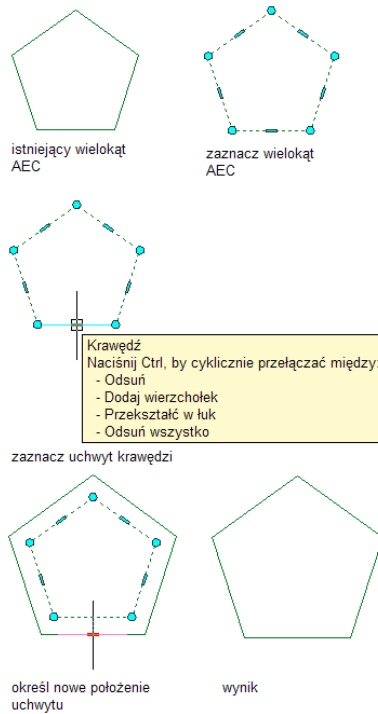 istniejący wielokąt
AEC
zaznacz wielokąt
AEC
Krawędź
Naciśnij Ctrl, by cyklicznie przełączać między:
- Odsuń
- Dodaj wierzchołek
- Przekształć w łuk
- Odsuń wszystko
zaznacz uchwyt krawędzi
określ nowe położenie
uchwytu
wynik